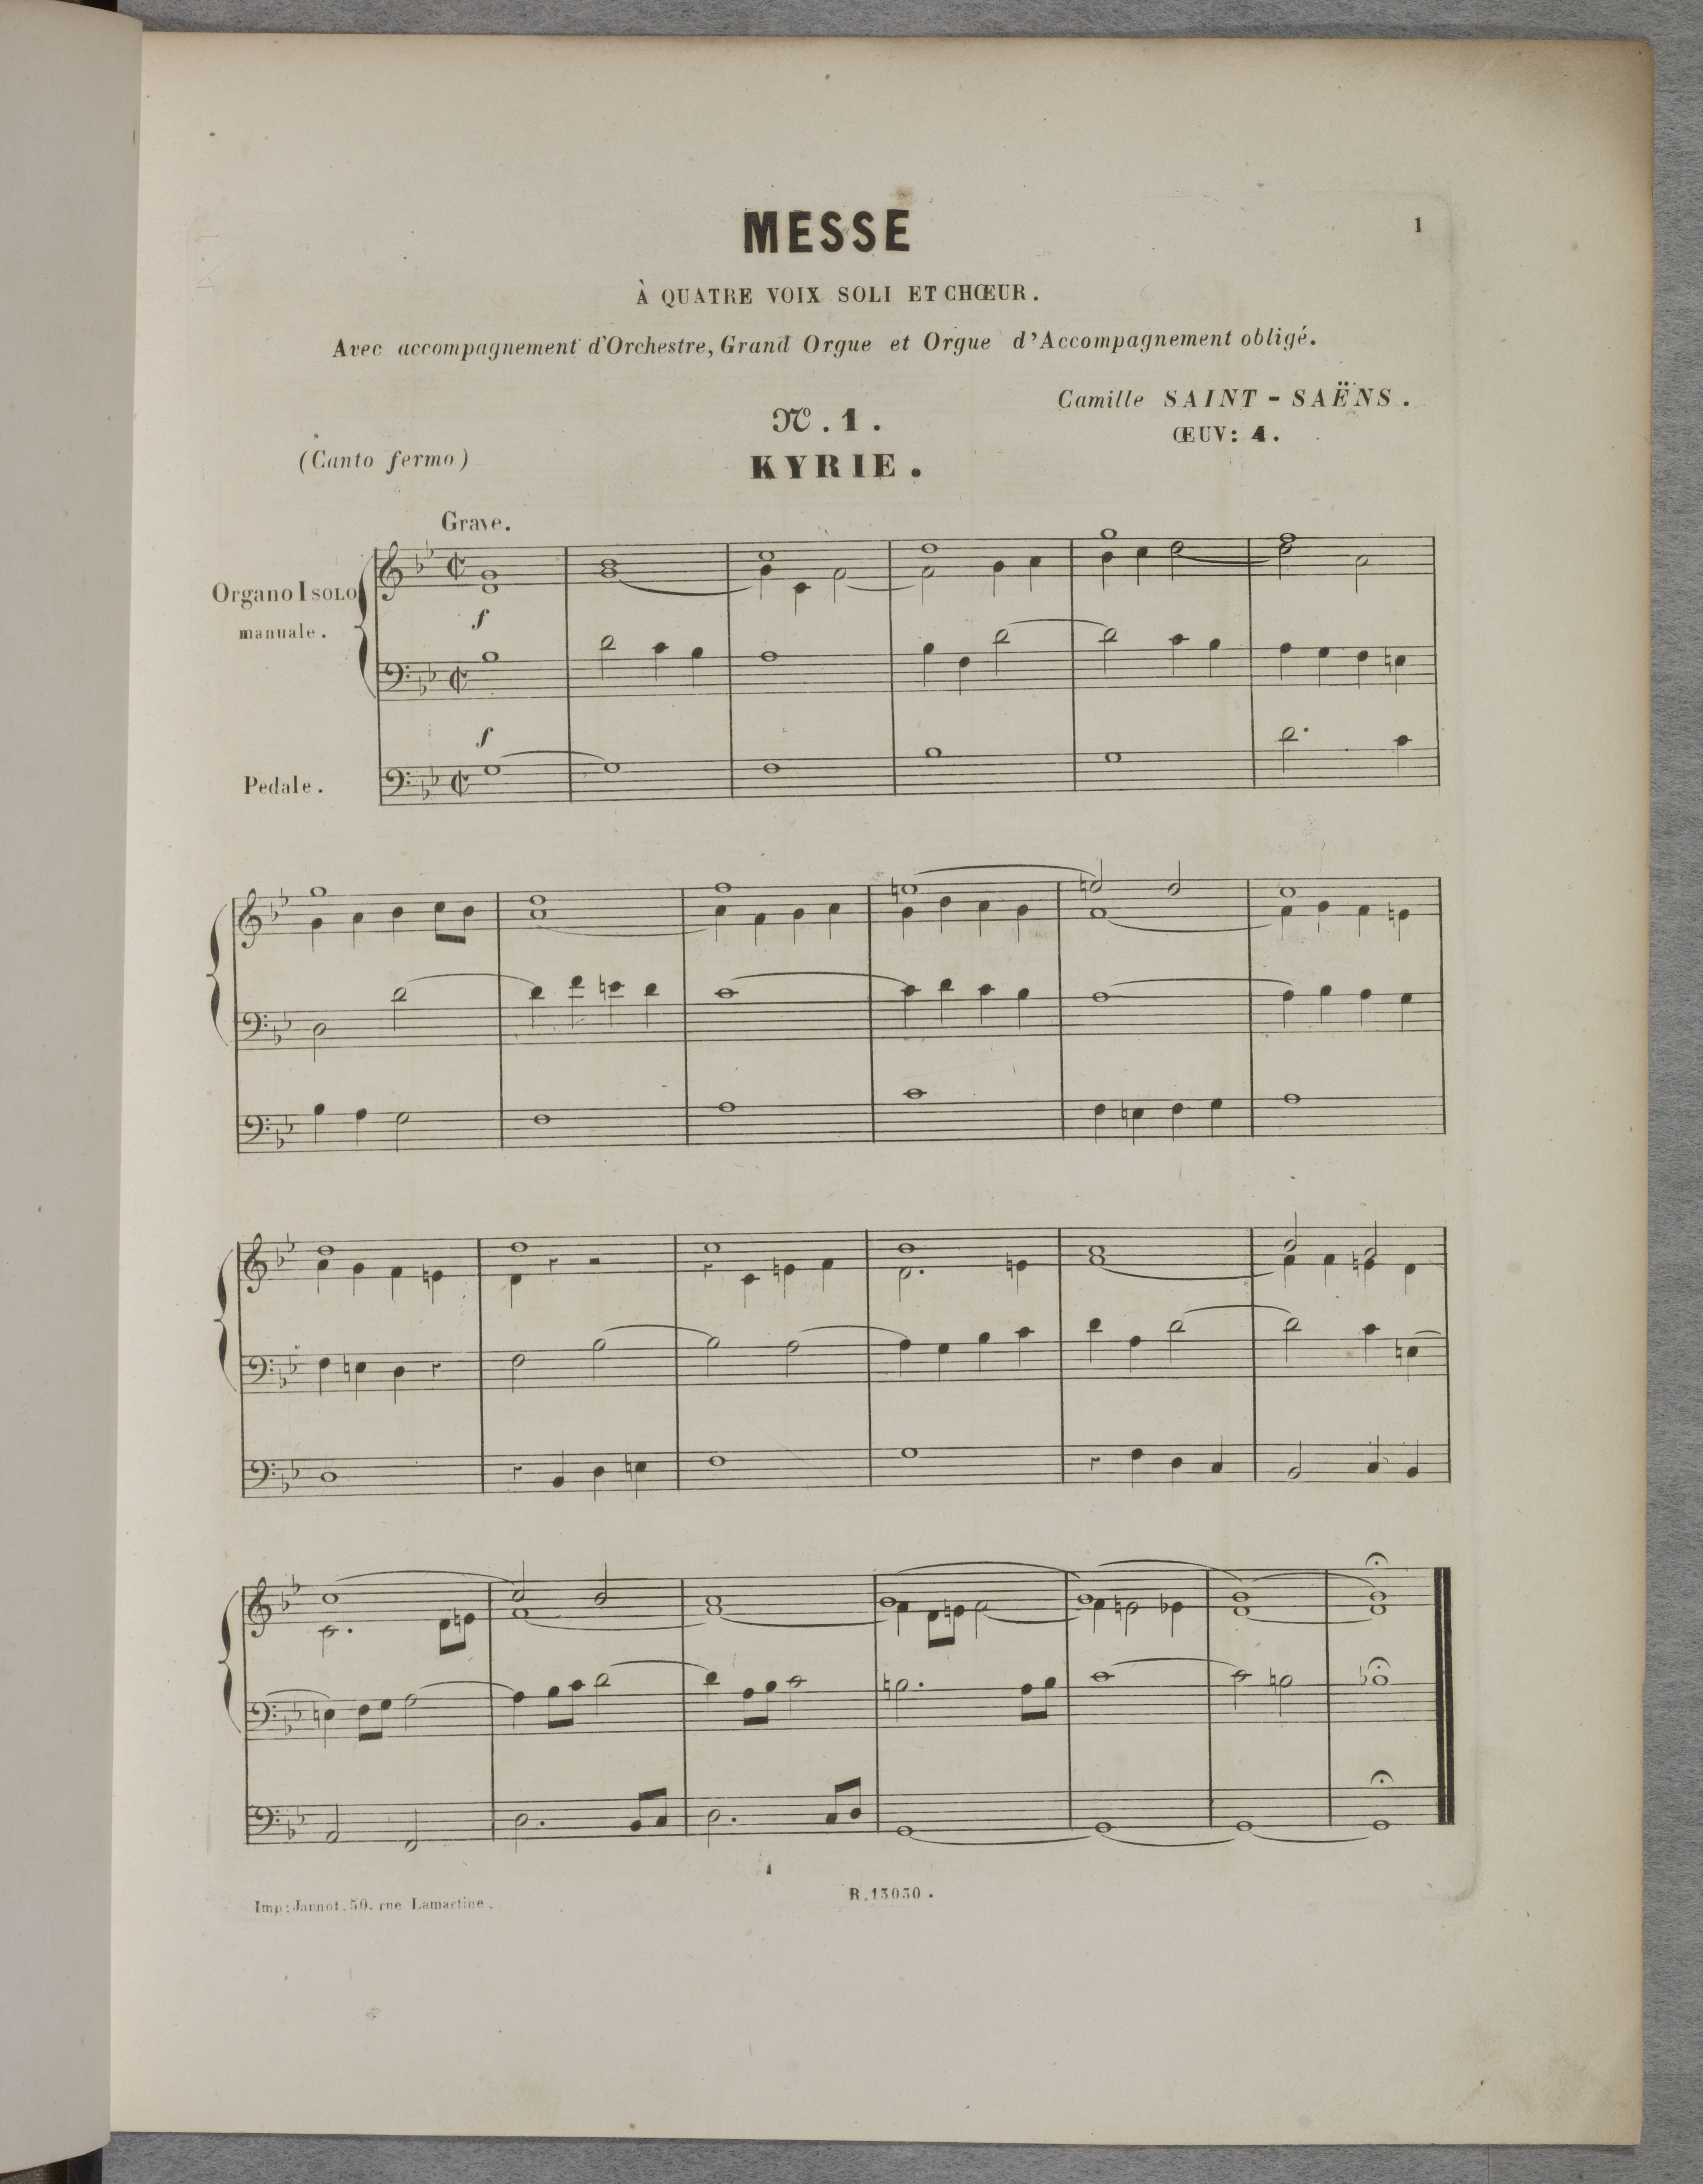 1
MESSE
À QUATRE VOIX SOLI ET CHŒUR.
Avec accompagnement d'Orchestre, Grand Orgue et Orgue d'Accompagnement obligé.
Camille SAINT - SAËNS.
ŒUV: 4.
N. 1.
(Canto fermo)
KYRIE.
Grave.
Organo I SOLO
manuale.
f
f
Pedale.
Imp: Jannot, 50, rue Lamartine.
R. 13030.